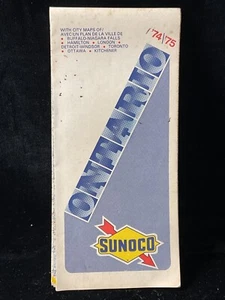 WITH CITY MAPS OF/
AVEC UN PLAN DE LA VILLE DE
★ BUFFALO-NIAGARA FALLS
★ HAMILTON ★ LONDON ★
DETROIT-WINDSOR ★ TORONTO
★ OTTAWA ★ KITCHENER
'74/'75
ONTARIO
SUNOCO